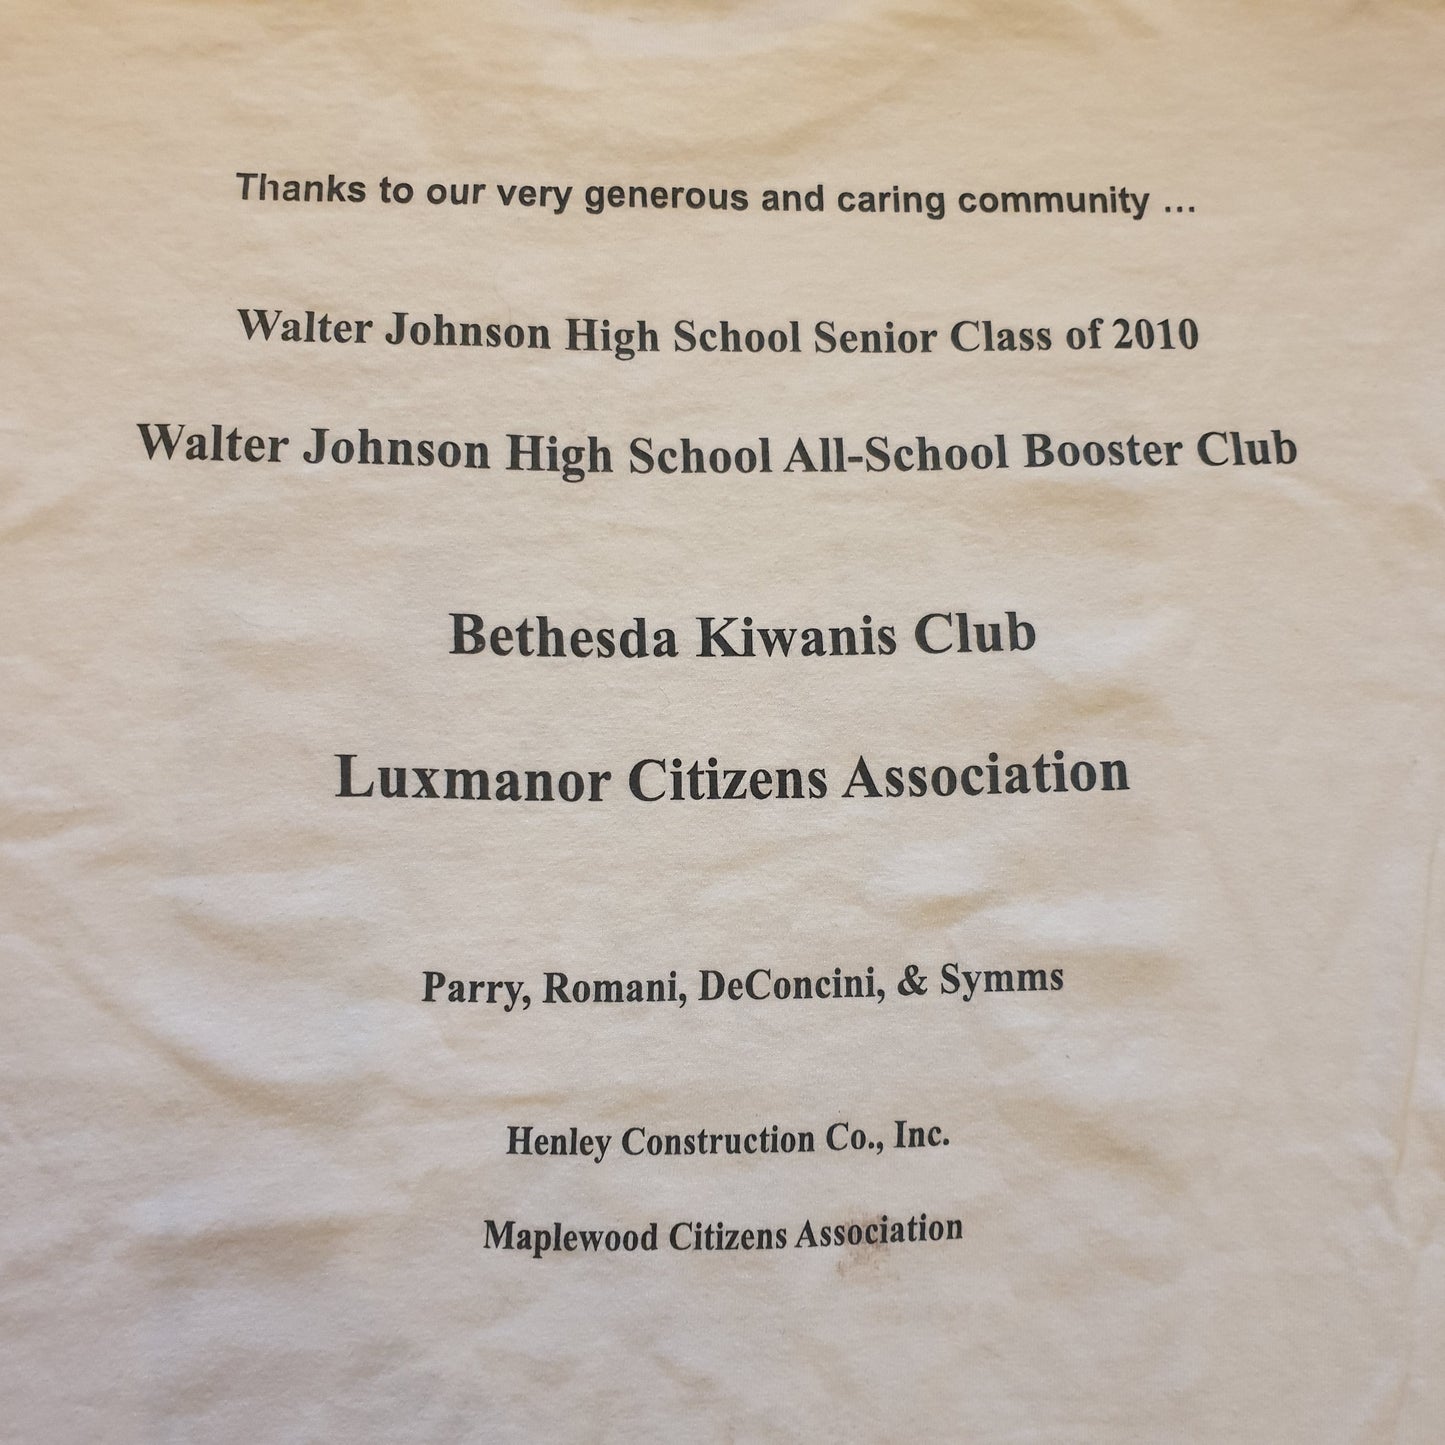 Thanks to our very generous and caring community ...
Walter Johnson High School Senior Class of 2010
Walter Johnson High School All-School Booster Club
Bethesda Kiwanis Club
Luxmanor Citizens Association
Parry, Romani, DeConcini, & Symms
Henley Construction Co., Inc.
Maplewood Citizens Association